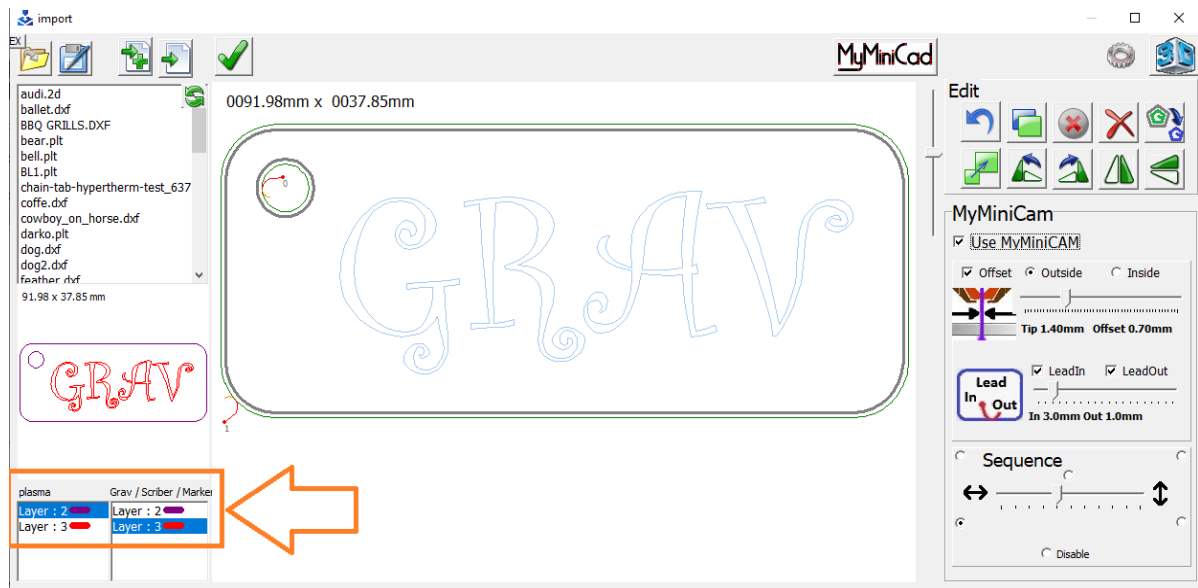 import
EX
MyMiniCad
3D
audi.2d
ballet.dxf
BBQ GRILLS.DXF
bear.plt
bell.plt
BL1.plt
chain-tab-hypertherm-test_637
coffe.dxf
cowboy_on_horse.dxf
darko.plt
dog.dxf
dog2.dxf
feather.dxf
91.98 x 37.85 mm
GRAV
plasma
Grav / Scriber / Marker
Layer : 2
Layer : 2
Layer : 3
Layer : 3
0091.98mm x 0037.85mm
0
GRAV
1
Edit
MyMiniCam
Use MyMiniCAM
Offset Outside Inside
Tip 1.40mm Offset 0.70mm
Lead In Out
LeadIn LeadOut
In 3.0mm Out 1.0mm
Sequence
Disable